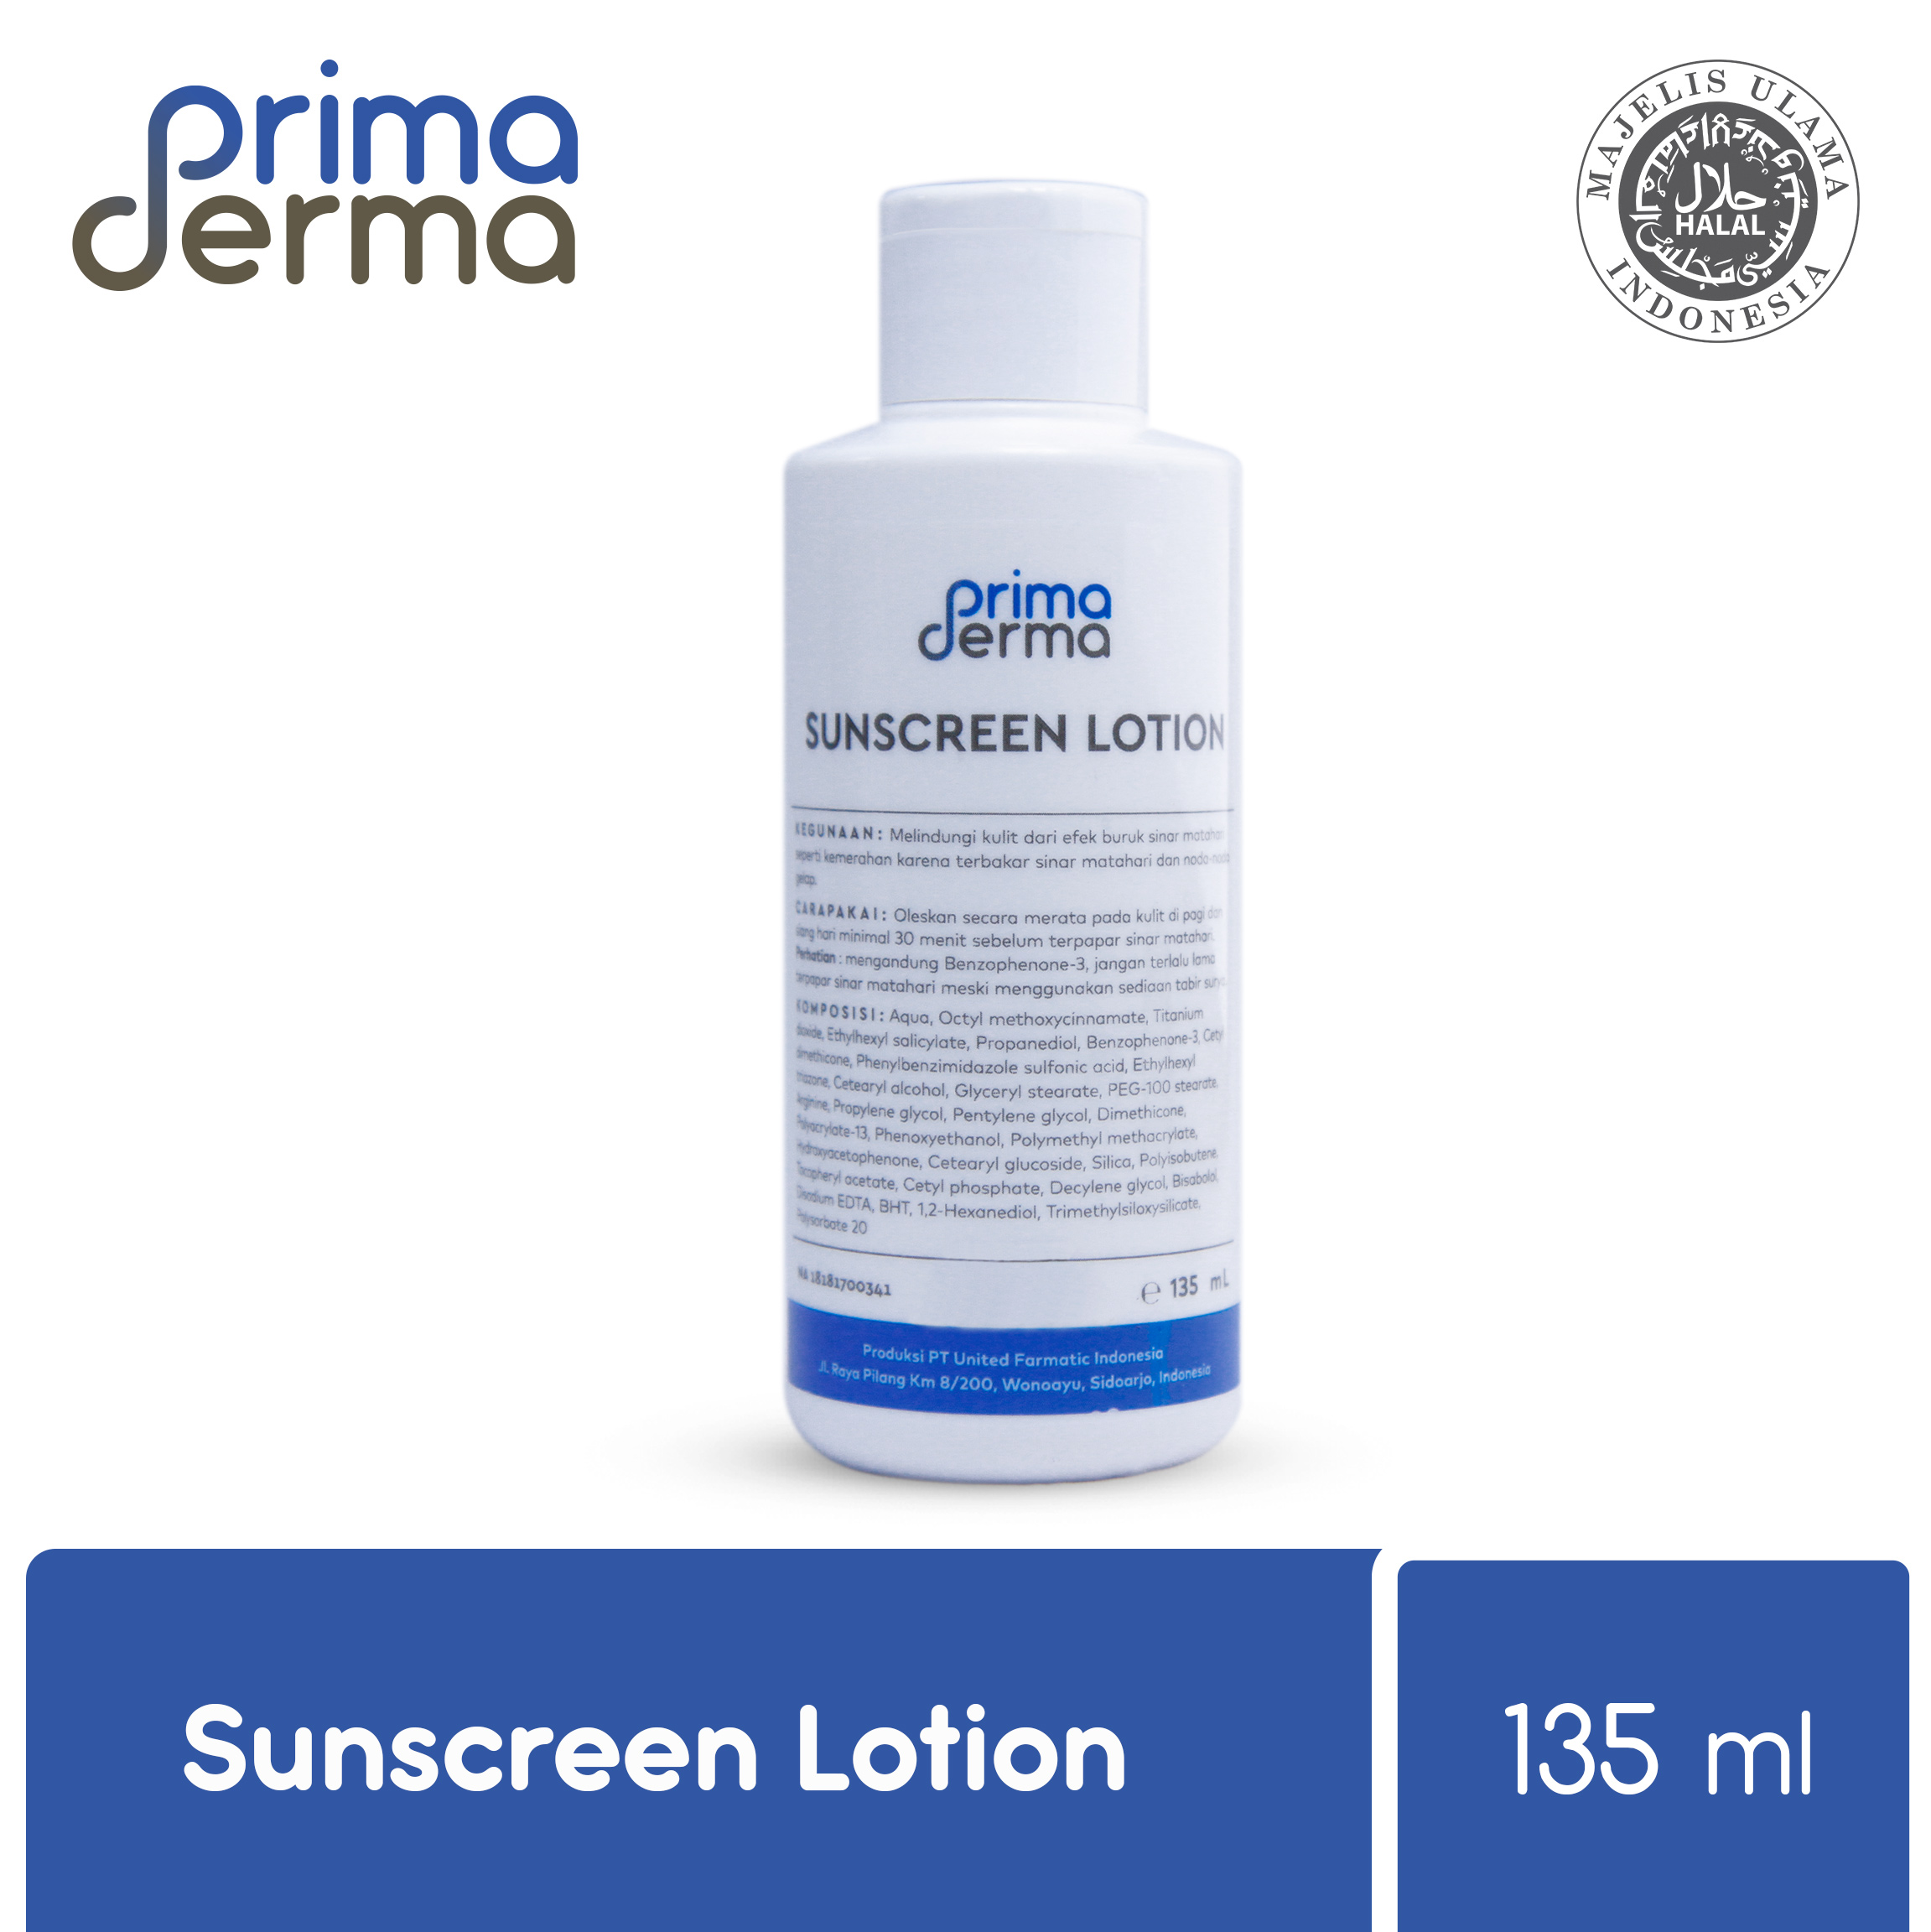 prima
derma
MAJELIS ULAMA
حلال
HALAL
INDONESIA
prima
derma
SUNSCREEN LOTION
KEGUNAAN: Melindungi kulit dari efek buruk sinar matahari
seperti kemerahan karena terbakar sinar matahari dan noda-noda
gelap.
CARAPAKAI: Oleskan secara merata pada kulit di pagi dan
siang hari minimal 30 menit sebelum terpapar sinar matahari.
Perhatian : mengandung Benzophenone-3, jangan terlalu lama
terpapar sinar matahari meski menggunakan sediaan tabir surya.
KOMPOSISI: Aqua, Octyl methoxycinnamate, Titanium
dioxide, Ethylhexyl salicylate, Propanediol, Benzophenone-3, Cetyl
dimethicone, Phenylbenzimidazole sulfonic acid, Ethylhexyl
triazone, Cetearyl alcohol, Glyceryl stearate, PEG-100 stearate,
Arginine, Propylene glycol, Pentylene glycol, Dimethicone,
Polyacrylate-13, Phenoxyethanol, Polymethyl methacrylate,
Hydroxyacetophenone, Cetearyl glucoside, Silica, Polyisobutene,
Tocopheryl acetate, Cetyl phosphate, Decylene glycol, Bisabolol,
Disodium EDTA, BHT, 1,2-Hexanediol, Trimethylsiloxysilicate,
Polysorbate 20
NA 18181700341
℮ 135 mL
Produksi PT United Farmatic Indonesia
Jl. Raya Pilang Km 8/200, Wonoayu, Sidoarjo, Indonesia
Sunscreen Lotion
135 ml